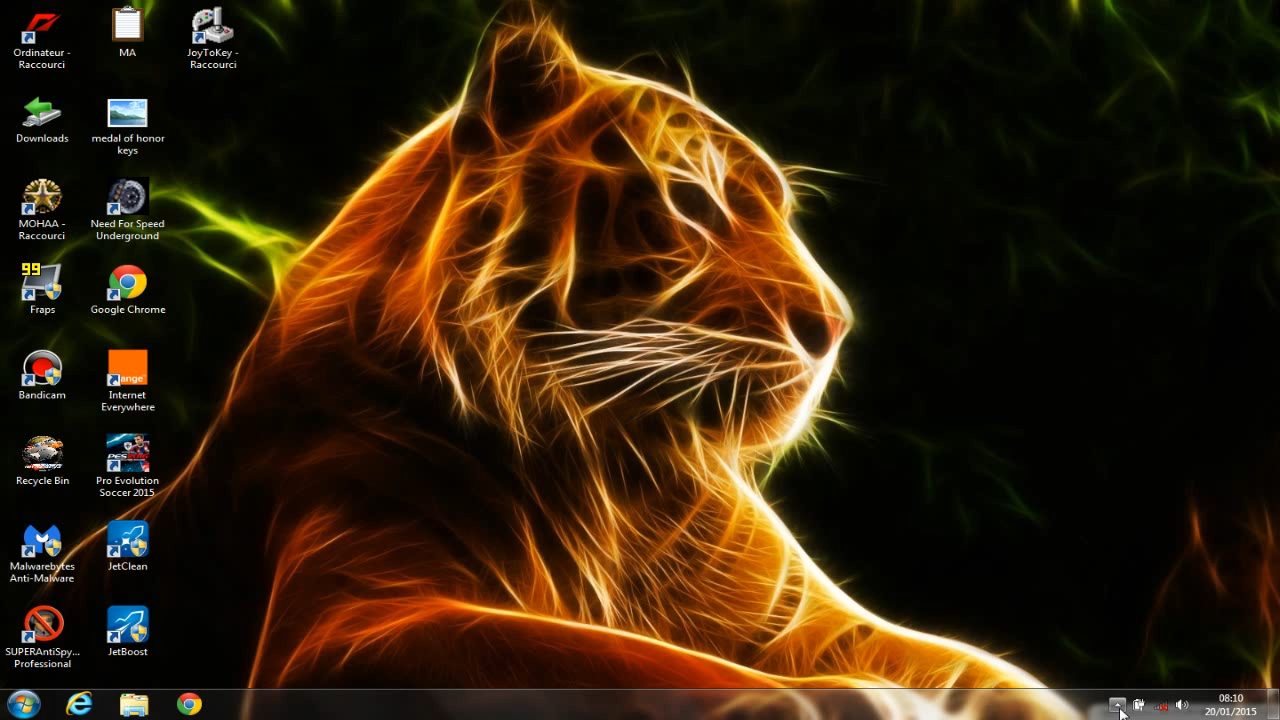 Ordinateur -
Raccourci
MA
JoyToKey -
Raccourci
Downloads
medal of honor
keys
MOHAA -
Raccourci
Need For Speed
Underground
99
Fraps
Google Chrome
Bandicam
ange
Internet
Everywhere
Recycle Bin
Pro Evolution
Soccer 2015
Malwarebytes
Anti-Malware
JetClean
SUPERAntiSpy...
Professional
JetBoost
08:10
20/01/2015